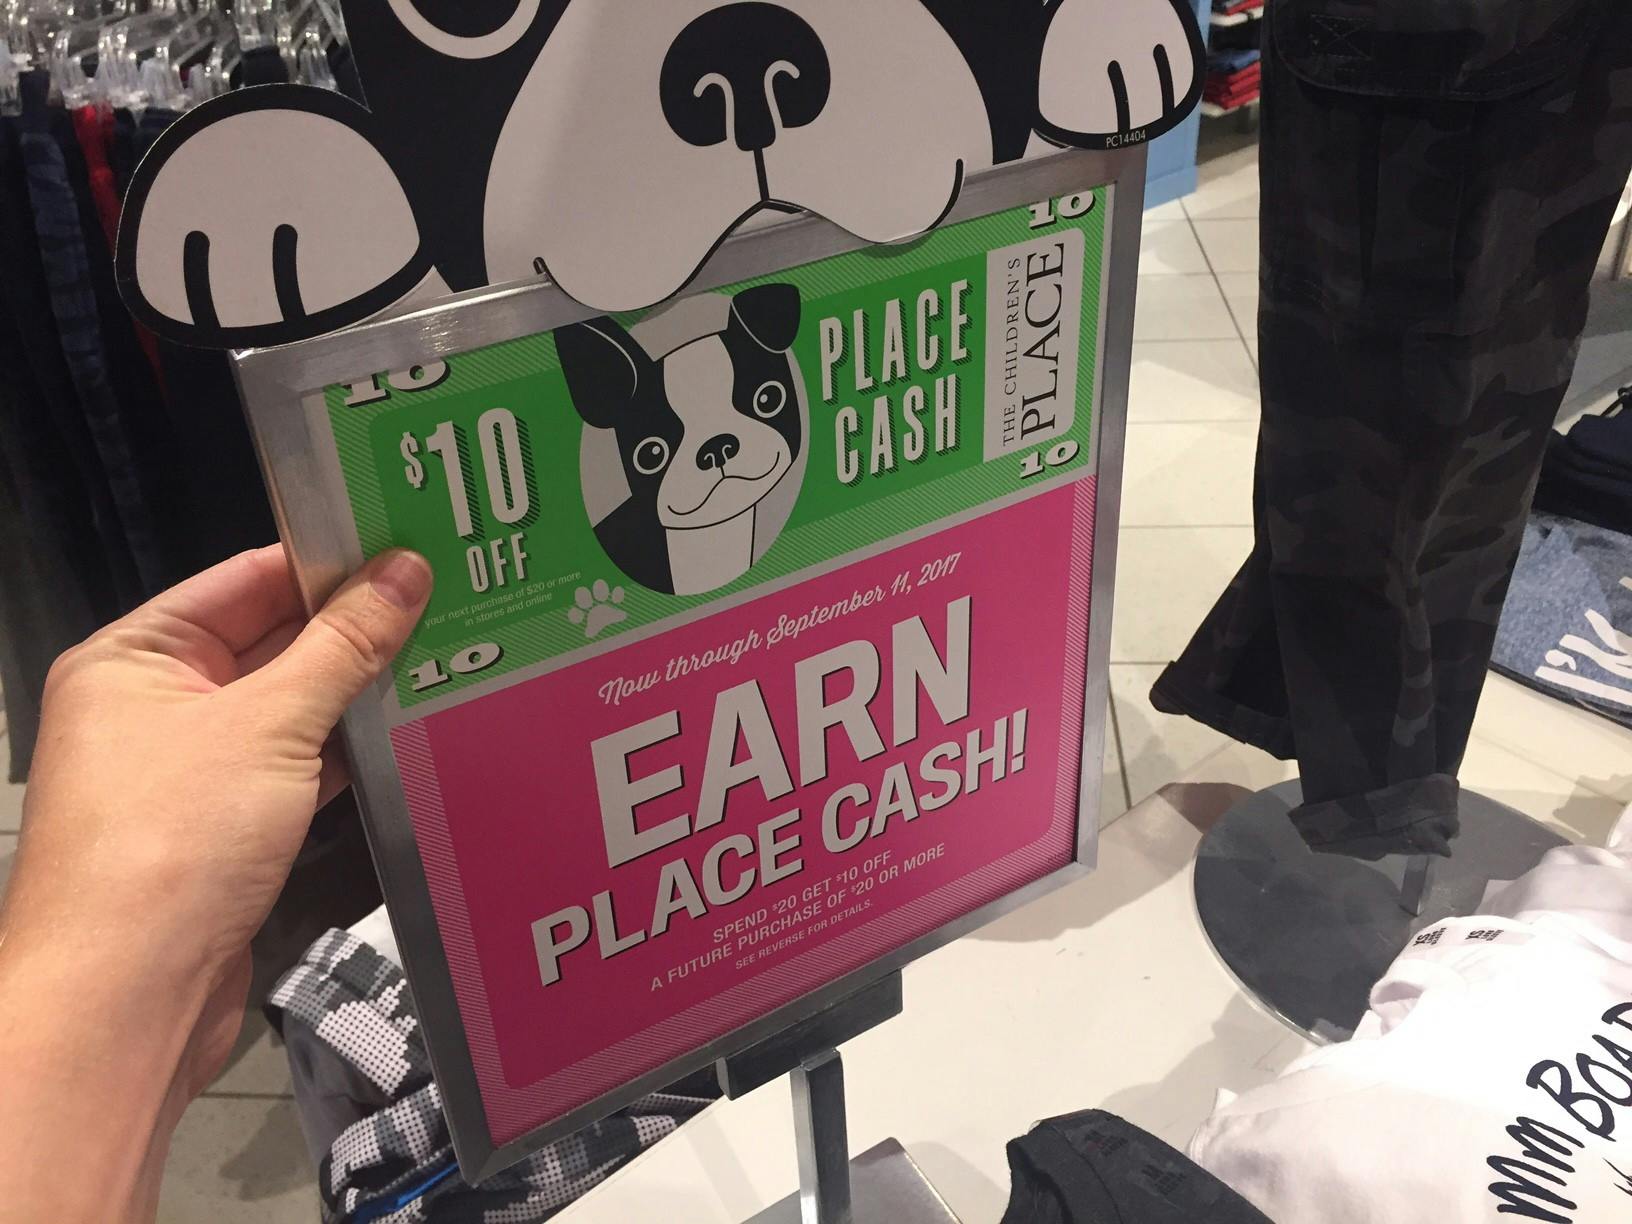 PC14404
10
10
$10
OFF
your next purchase of $20 or more
in stores and online
PLACE
CASH
THE CHILDREN'S
PLACE
10
10
Now through September 11, 2017
EARN
PLACE CASH!
SPEND $20 GET $10 OFF
A FUTURE PURCHASE OF $20 OR MORE
SEE REVERSE FOR DETAILS.